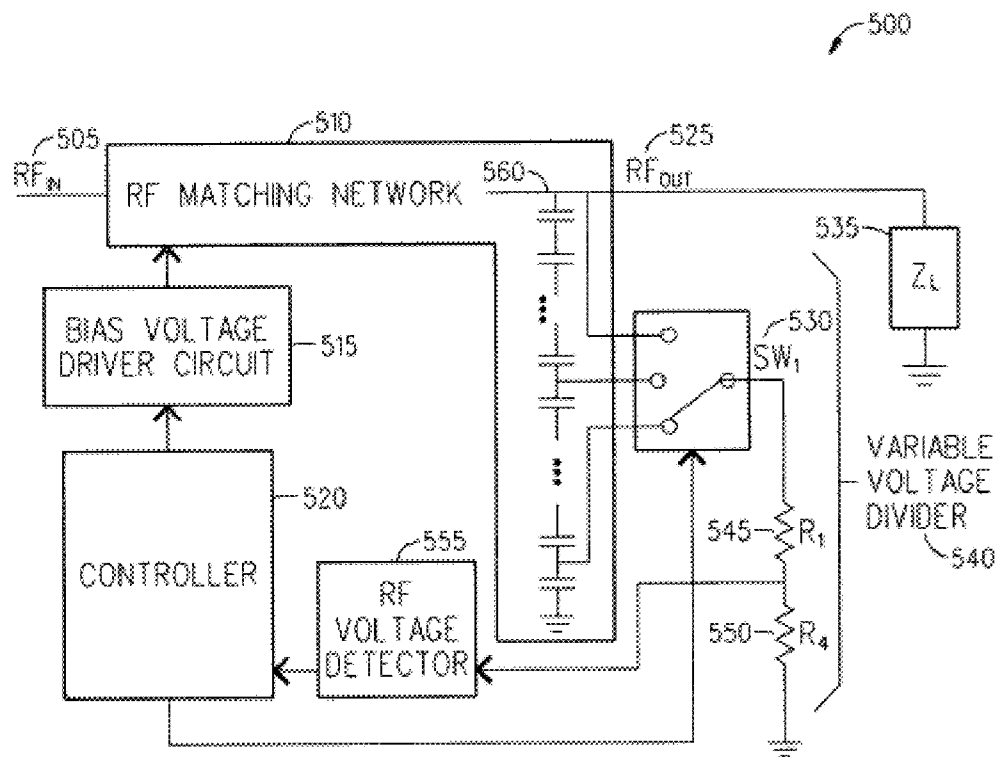 500
505
510
525
RF_IN
RF MATCHING NETWORK
560
RF_OUT
535
Z_L
BIAS VOLTAGE
DRIVER CIRCUIT
515
***
530
SW_1
***
520
CONTROLLER
555
RF
VOLTAGE
DETECTOR
545
R_1
550
R_4
VARIABLE
VOLTAGE
DIVIDER
540